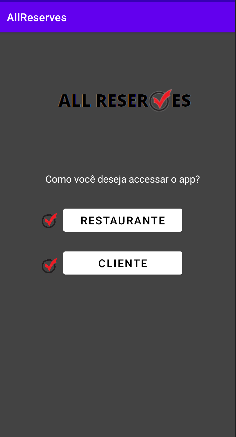 AllReserves
ALL RESERVES
Como você deseja accessar o app?
RESTAURANTE
CLIENTE